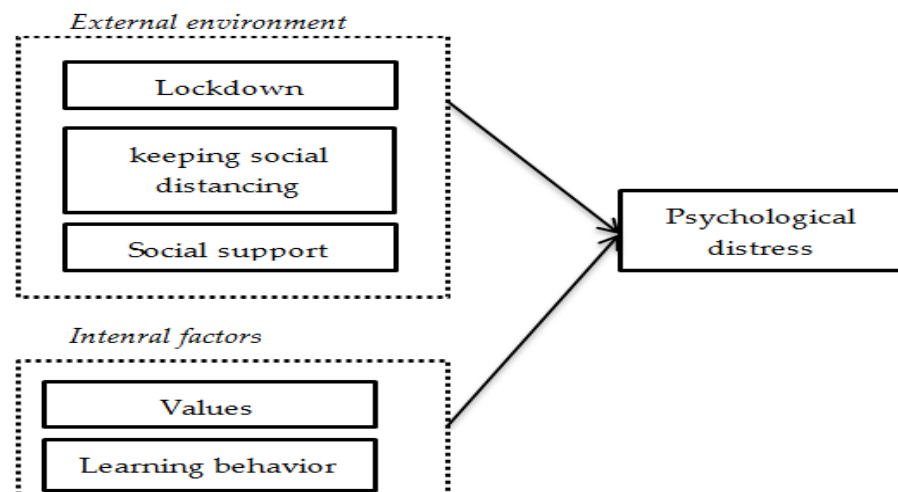 External environment
Lockdown
keeping social
distancing
Social support
Psychological
distress
Intenral factors
Values
Learning behavior